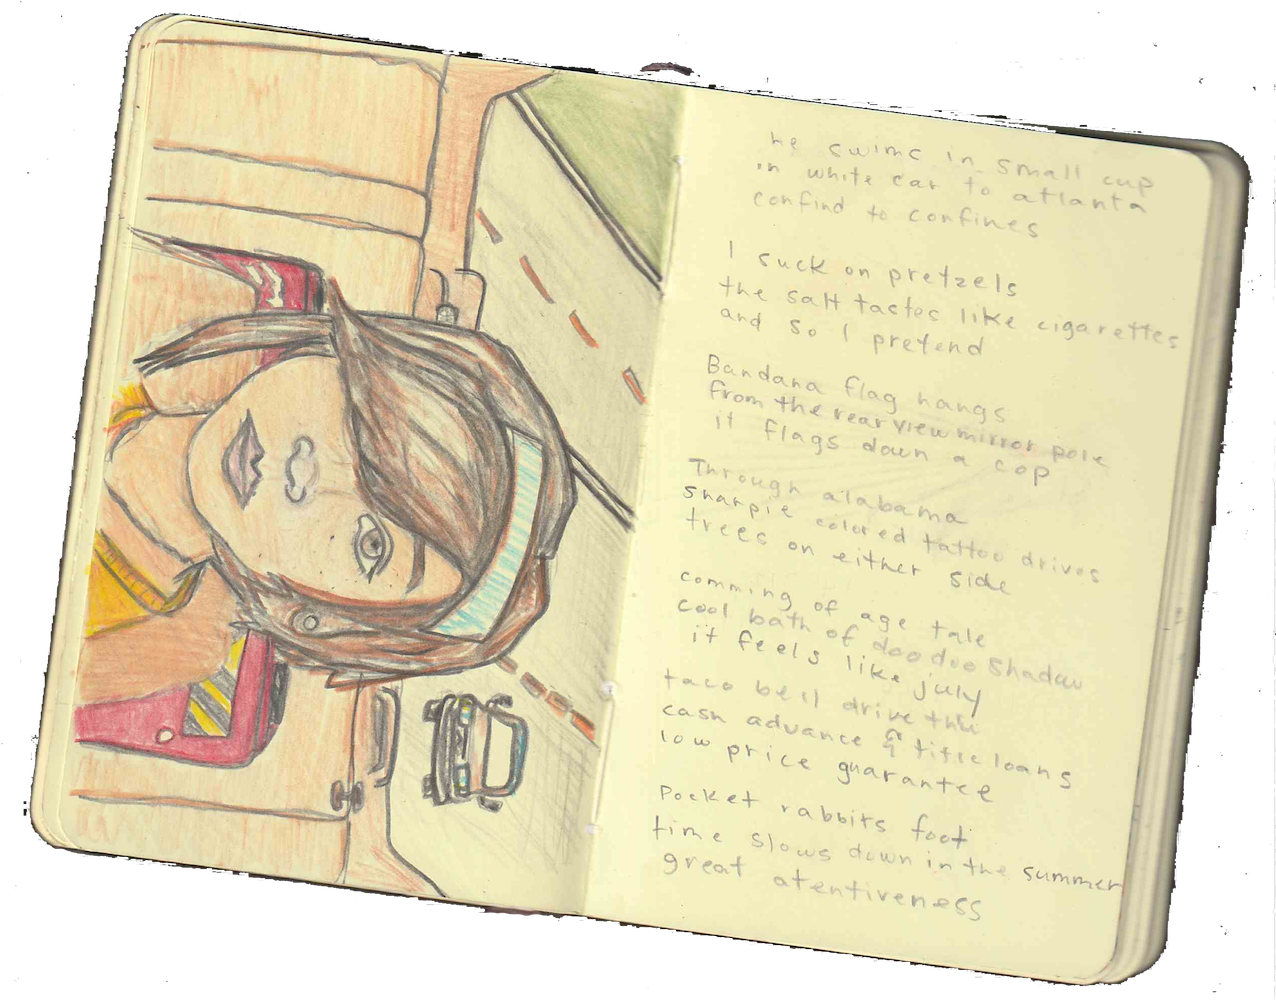 he swims in small cup
in white car to atlanta
confind to confines
I suck on pretzels
the salt tastes like cigarettes
and so I pretend
Bandana flag hangs
from the rearview mirror pole
it flags down a cop
Through alabama
sharpie colored tattoo drives
trees on either side
comming of age tale
cool bath of doo doo shadow
it feels like july
taco bell drive thru
cash advance & title loans
low price guarantee
Pocket rabbits foot
time slows down in the summer
great atentiveness